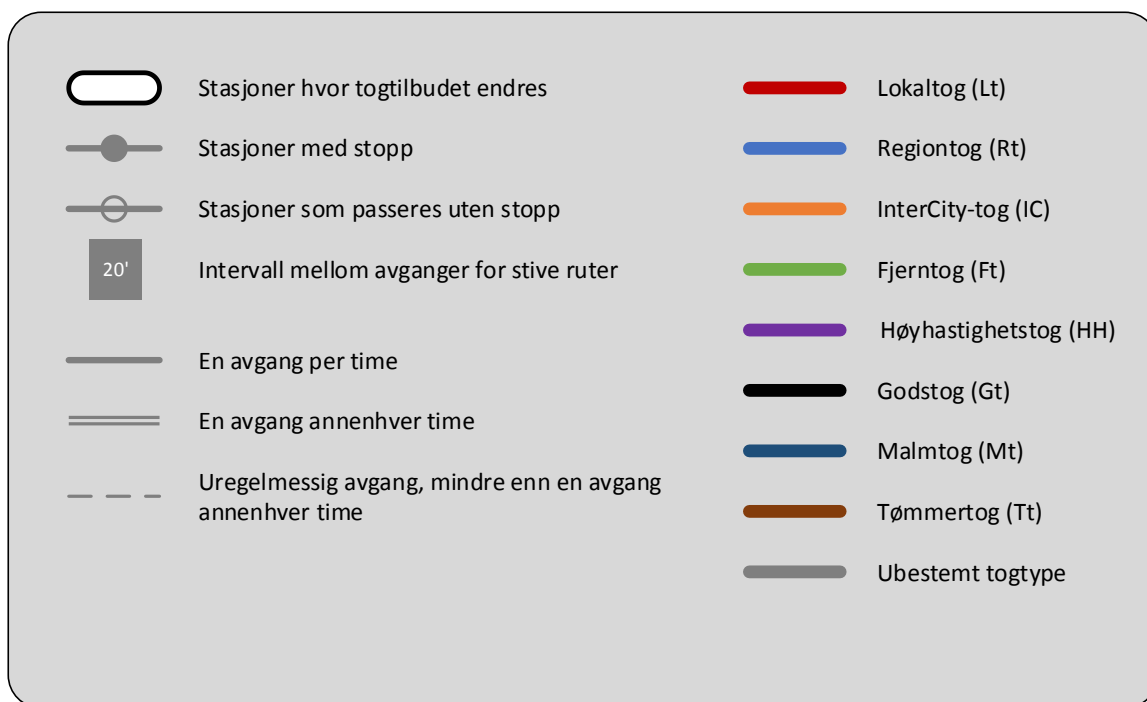 Stasjoner hvor togtilbudet endres
Stasjoner med stopp
Stasjoner som passeres uten stopp
20'
Intervall mellom avganger for stive ruter
En avgang per time
En avgang annenhver time
Uregelmessig avgang, mindre enn en avgang
annenhver time
Lokaltog (Lt)
Regiontog (Rt)
InterCity-tog (IC)
Fjerntog (Ft)
Høyhastighetstog (HH)
Godstog (Gt)
Malmtog (Mt)
Tømmertog (Tt)
Ubestemt togtype